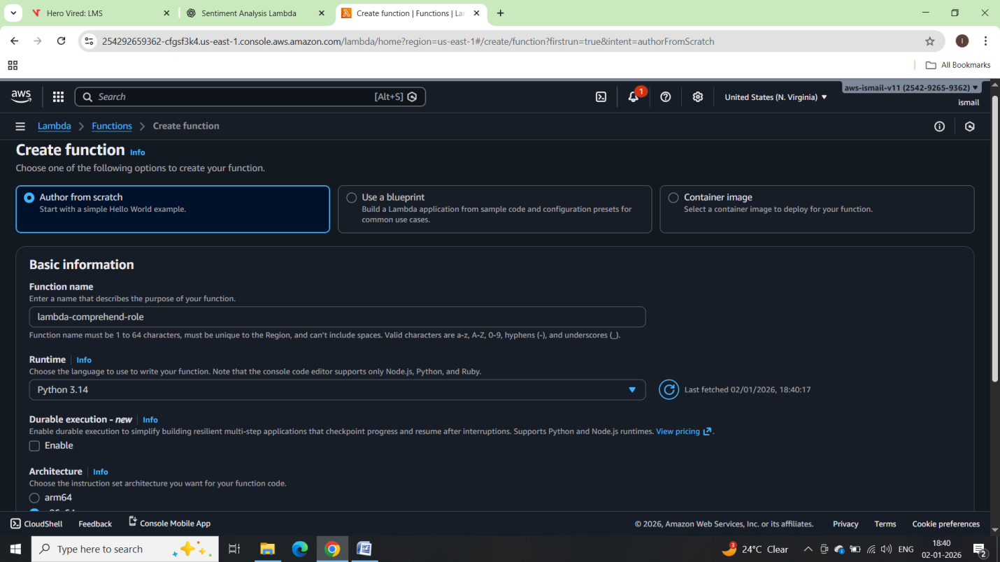 Hero Vired: LMS
Sentiment Analysis Lambda
Create function | Functions | La
254292659362-cfgsf3k4.us-east-1.console.aws.amazon.com/lambda/home?region=us-east-1#/create/function?firstrun=true&intent=authorFromScratch
I
All Bookmarks
aws
Search
[Alt+S]
1
United States (N. Virginia)
aws-ismail-v11 (2542-9265-9362)
ismail
Lambda > Functions > Create function
Create function Info
Choose one of the following options to create your function.
Author from scratch
Start with a simple Hello World example.
Use a blueprint
Build a Lambda application from sample code and configuration presets for
common use cases.
Container image
Select a container image to deploy for your function.
Basic information
Function name
Enter a name that describes the purpose of your function.
lambda-comprehend-role
Function name must be 1 to 64 characters, must be unique to the Region, and can't include spaces. Valid characters are a-z, A-Z, 0-9, hyphens (-), and underscores (_).
Runtime Info
Choose the language to use to write your function. Note that the console code editor supports only Node.js, Python, and Ruby.
Python 3.14
Last fetched 02/01/2026, 18:40:17
Durable execution - new Info
Enable durable execution to simplify building resilient multi-step applications that checkpoint progress and resume after interruptions. Supports Python and Node.js runtimes. View pricing.
Enable
Architecture Info
Choose the instruction set architecture you want for your function code.
arm64
CloudShell Feedback Console Mobile App
© 2026, Amazon Web Services, Inc. or its affiliates. Privacy Terms Cookie preferences
Type here to search
3
24°C Clear
ENG
18:40
02-01-2026
2